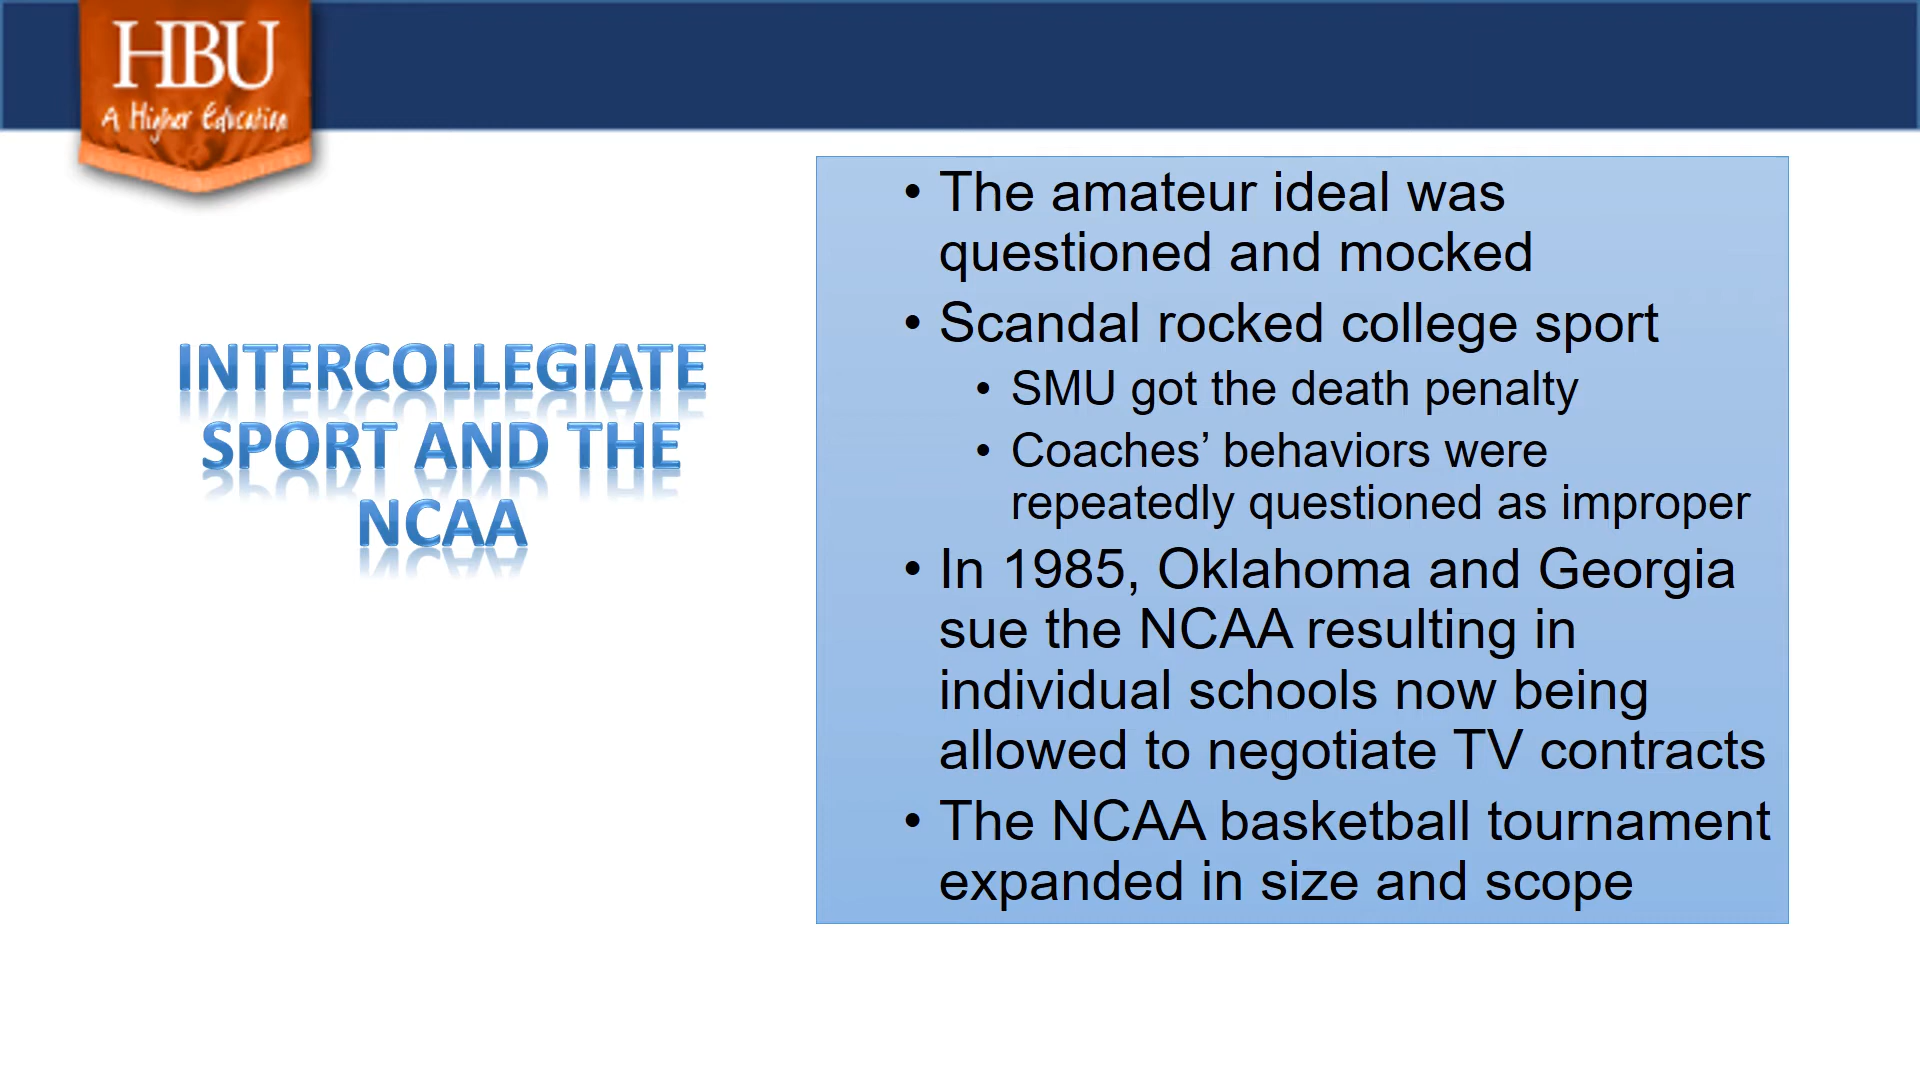 HBU
A Higher Education
INTERCOLLEGIATE
SPORT AND THE
NCAA
• The amateur ideal was
questioned and mocked
• Scandal rocked college sport
• SMU got the death penalty
• Coaches’ behaviors were
repeatedly questioned as improper
• In 1985, Oklahoma and Georgia
sue the NCAA resulting in
individual schools now being
allowed to negotiate TV contracts
• The NCAA basketball tournament
expanded in size and scope